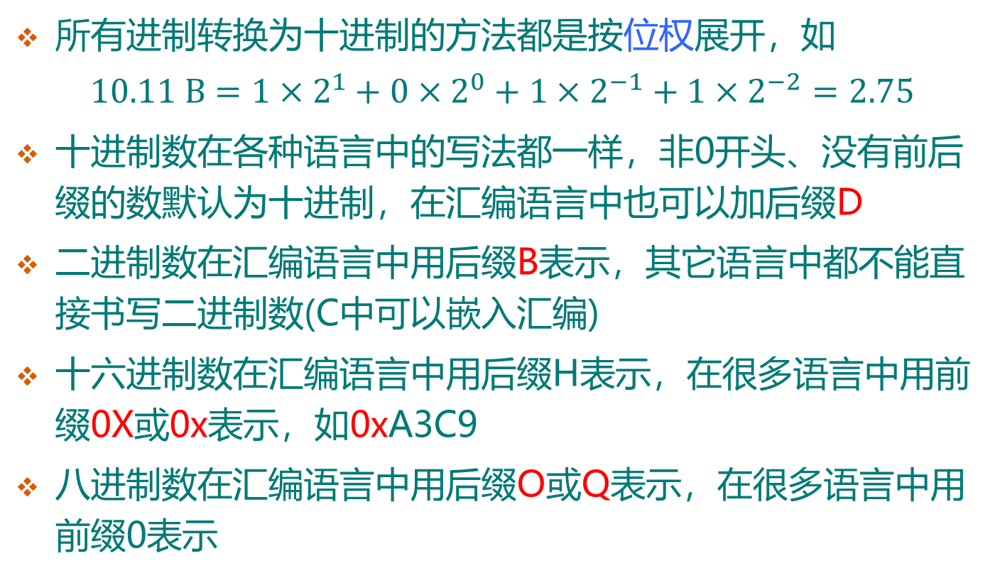 ❖ 所有进制转换为十进制的方法都是按位权展开，如
10.11 B = 1 × 2¹ + 0 × 2⁰ + 1 × 2⁻¹ + 1 × 2⁻² = 2.75
❖ 十进制数在各种语言中的写法都一样，非0开头、没有前后
缀的数默认为十进制，在汇编语言中也可以加后缀D
❖ 二进制数在汇编语言中用后缀B表示，其它语言中都不能直
接书写二进制数(C中可以嵌入汇编)
❖ 十六进制数在汇编语言中用后缀H表示，在很多语言中用前
缀0X或0x表示，如0xA3C9
❖ 八进制数在汇编语言中用后缀O或Q表示，在很多语言中用
前缀0表示